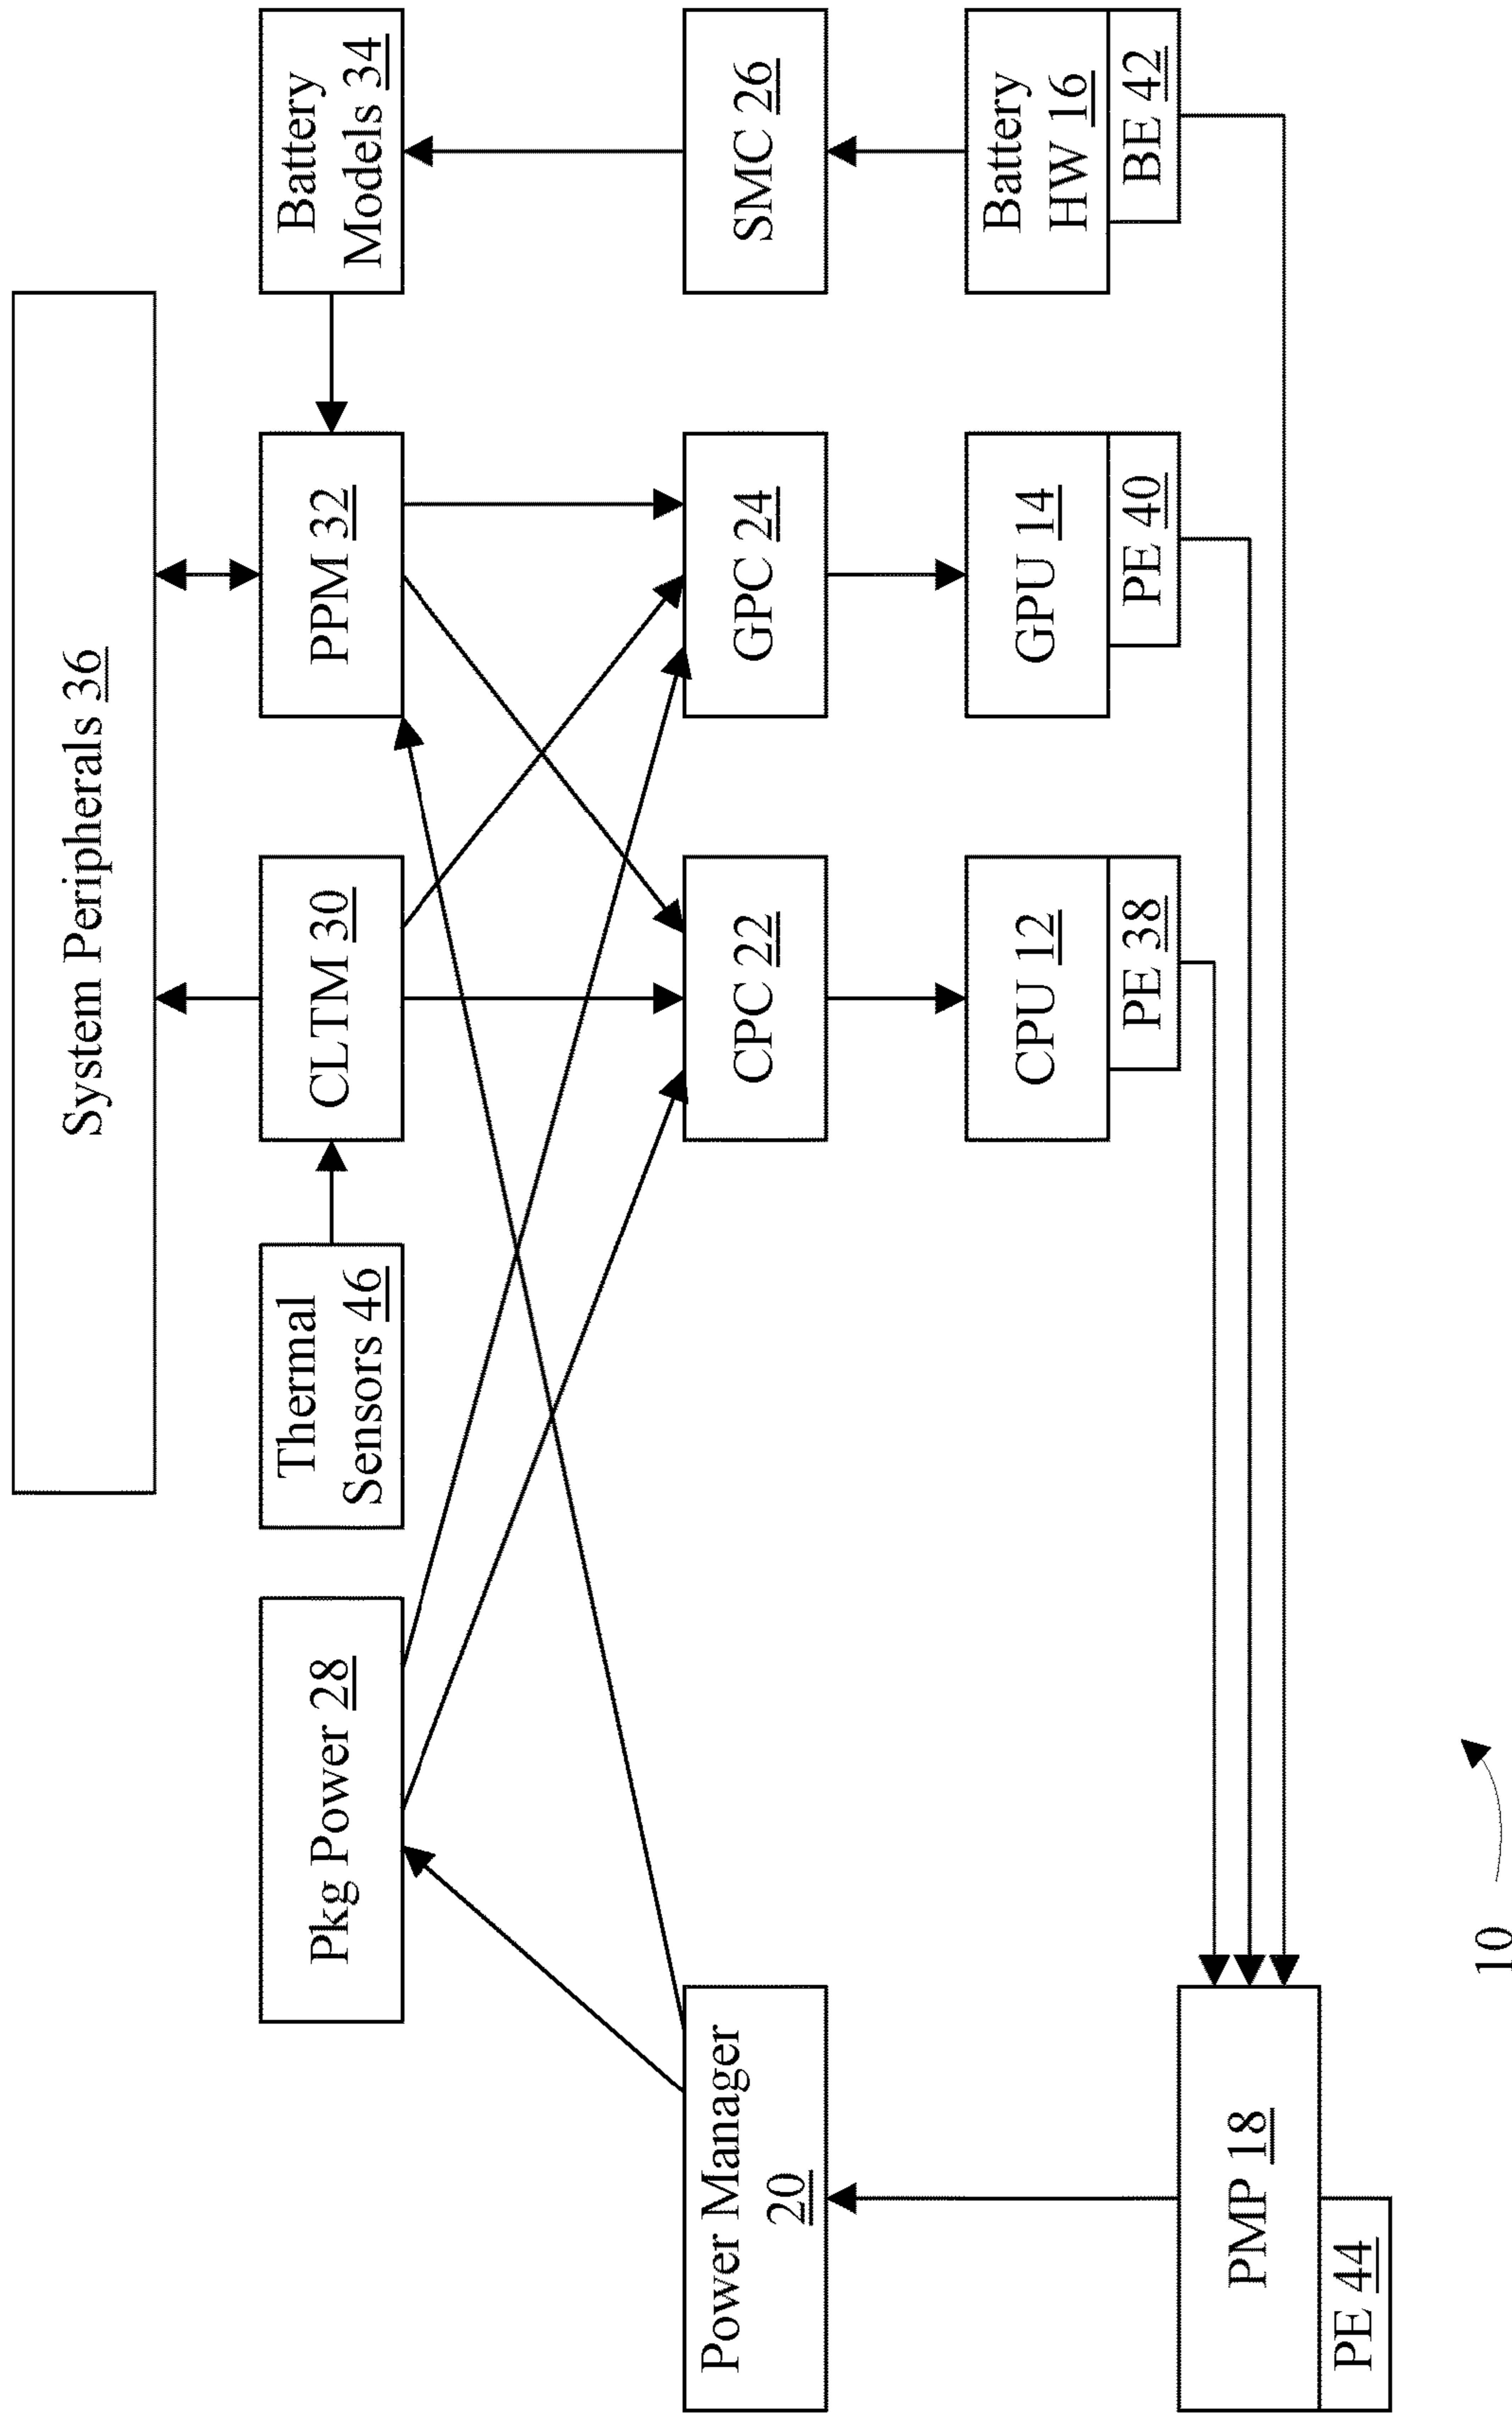 System Peripherals 36
Pkg Power 28
Thermal
Sensors 46
CLTM 30
PPM 32
Battery
Models 34
Power Manager
20
CPC 22
GPC 24
SMC 26
CPU 12
GPU 14
Battery
HW 16
PE 38
PE 40
BE 42
PMP 18
PE 44
10